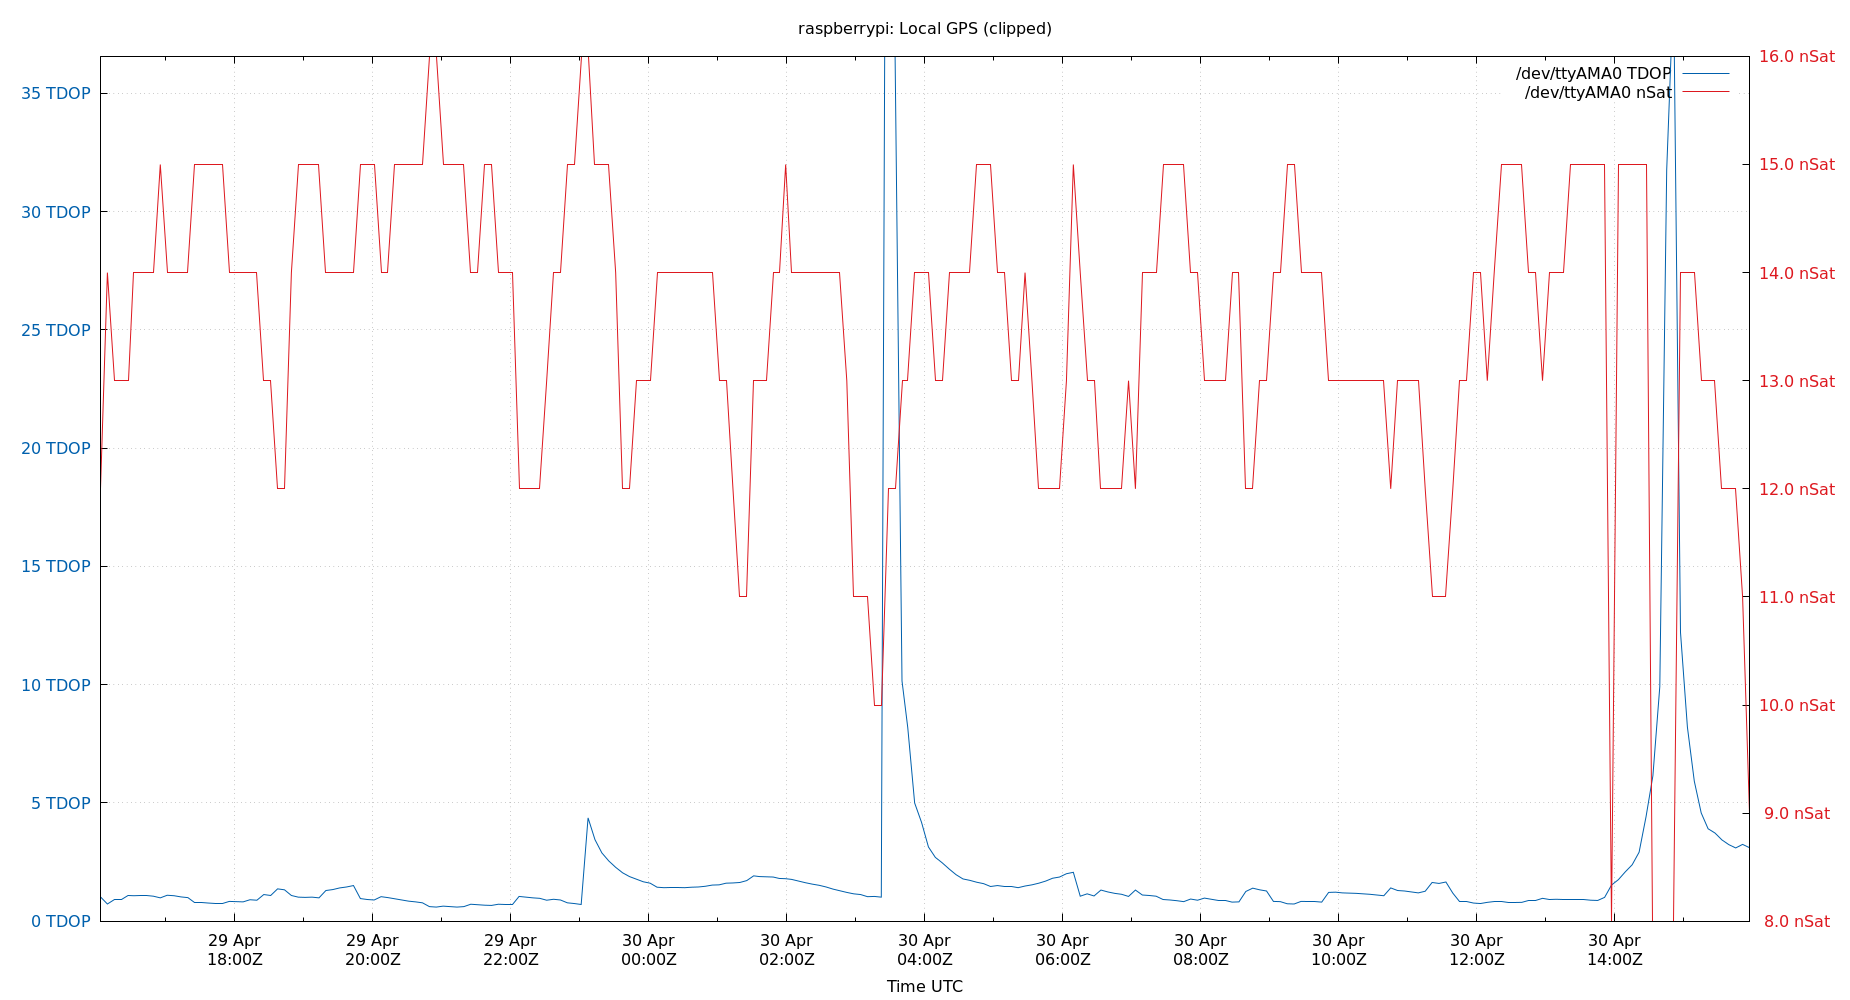 raspberrypi: Local GPS (clipped)
/dev/ttyAMA0 TDOP
/dev/ttyAMA0 nSat
35 TDOP
30 TDOP
25 TDOP
20 TDOP
15 TDOP
10 TDOP
5 TDOP
0 TDOP
16.0 nSat
15.0 nSat
14.0 nSat
13.0 nSat
12.0 nSat
11.0 nSat
10.0 nSat
9.0 nSat
8.0 nSat
29 Apr
18:00Z
29 Apr
20:00Z
29 Apr
22:00Z
30 Apr
00:00Z
30 Apr
02:00Z
30 Apr
04:00Z
30 Apr
06:00Z
30 Apr
08:00Z
30 Apr
10:00Z
30 Apr
12:00Z
30 Apr
14:00Z
Time UTC